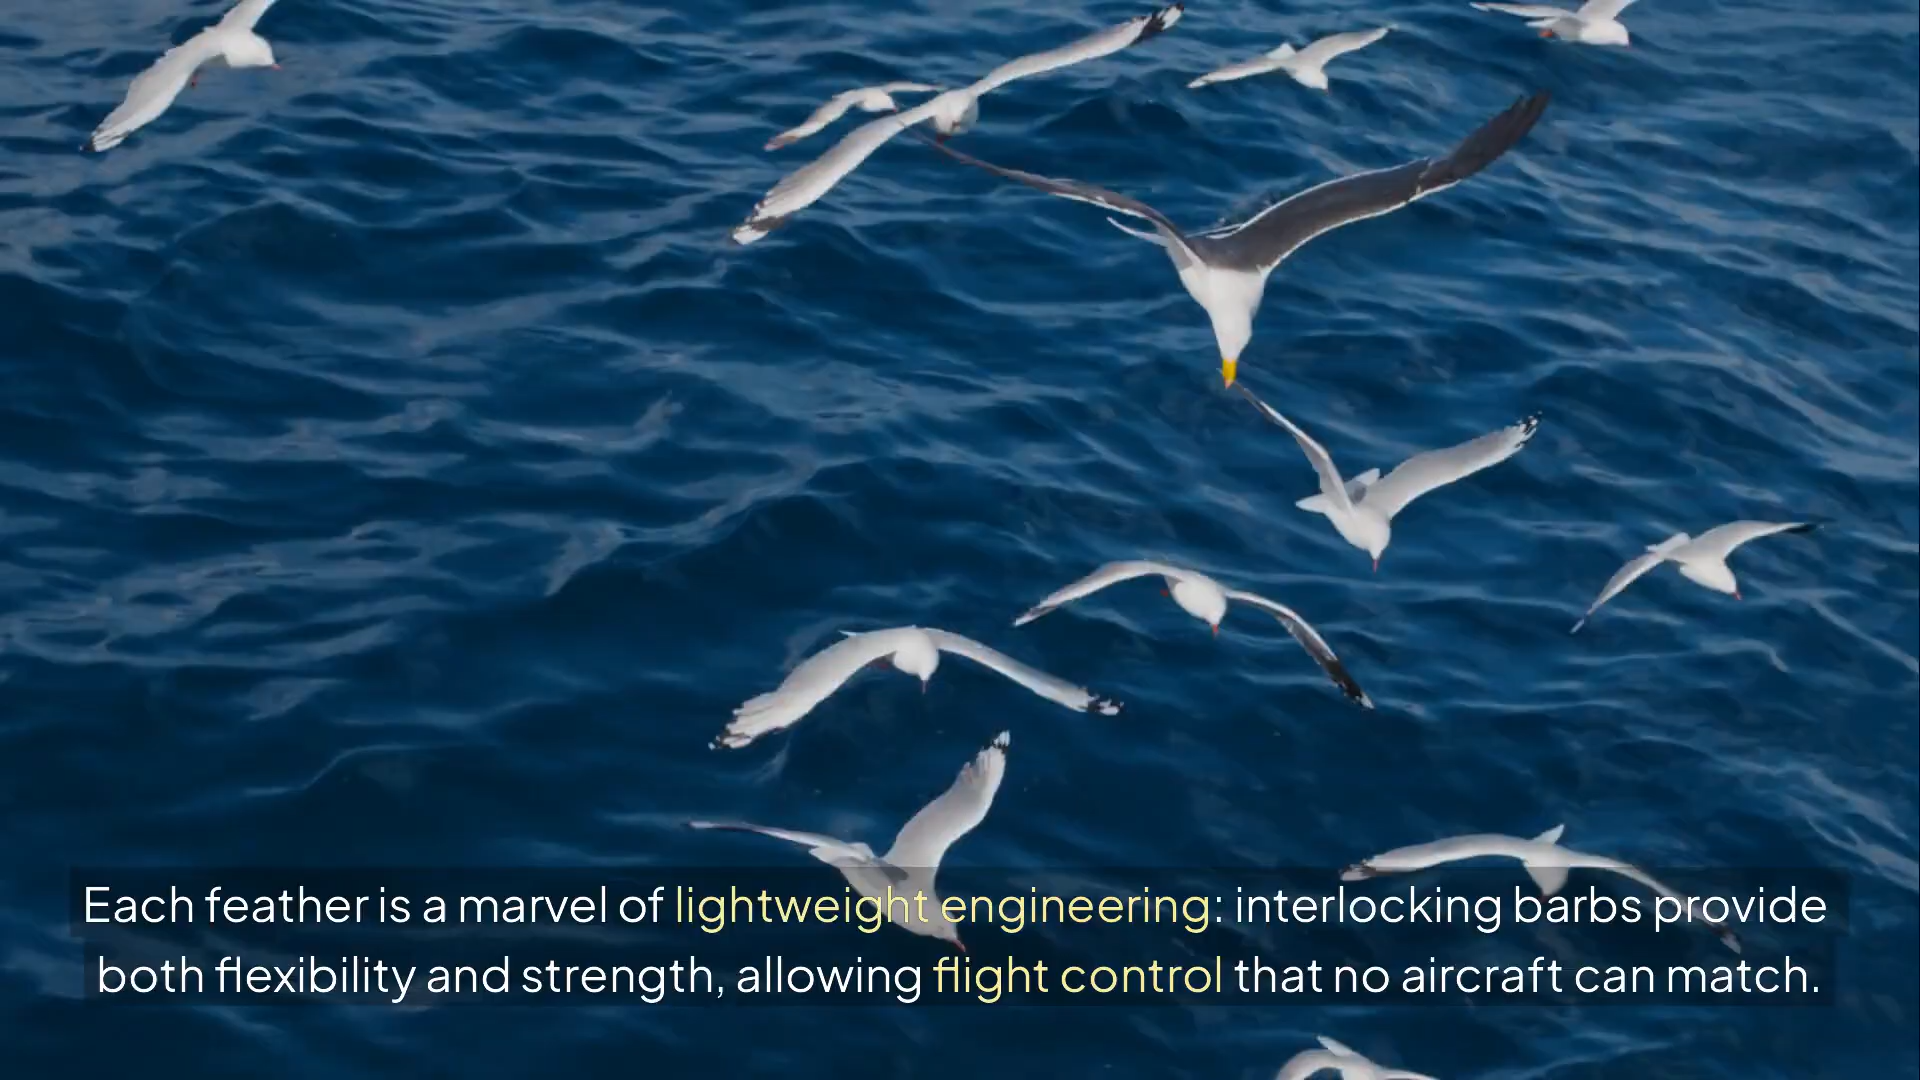 Each feather is a marvel of lightweight engineering: interlocking barbs provide
both flexibility and strength, allowing flight control that no aircraft can match.